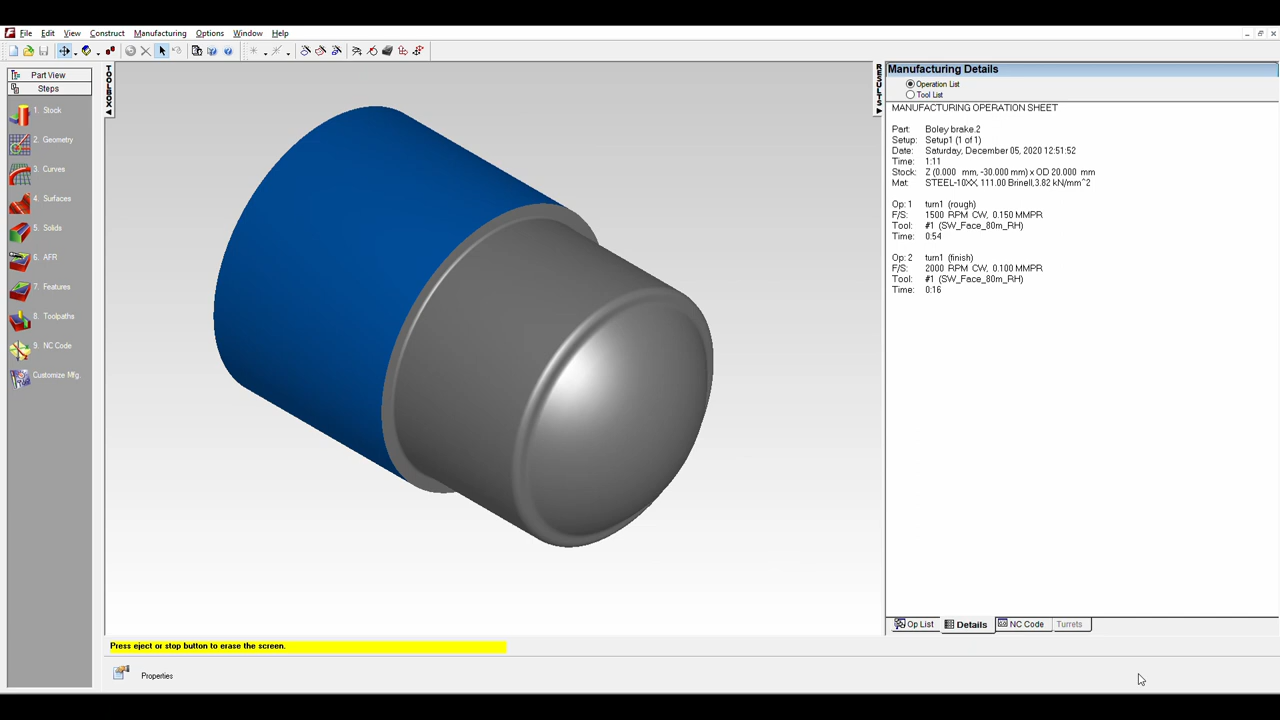 File Edit View Construct Manufacturing Options Window Help
Part View
Steps
1. Stock
2. Geometry
3. Curves
4. Surfaces
5. Solids
6. AFR
7. Features
8. Toolpaths
9. NC Code
Customize Mfg.
TOOLBOX
RESULTS
Manufacturing Details
Operation List
Tool List
MANUFACTURING OPERATION SHEET
Part: Boley brake.2
Setup: Setup1 (1 of 1)
Date: Saturday, December 05, 2020 12:51:52
Time: 1:11
Stock: Z (0.000 mm, -30.000 mm) x OD 20.000 mm
Mat: STEEL-10XX, 111.00 Brinell,3.82 kN/mm^2
Op: 1 turn1 (rough)
F/S: 1500 RPM CW, 0.150 MMPR
Tool: #1 (SW_Face_80m_RH)
Time: 0:54
Op: 2 turn1 (finish)
F/S: 2000 RPM CW, 0.100 MMPR
Tool: #1 (SW_Face_80m_RH)
Time: 0:16
Op List Details NC Code Turrets
Press eject or stop button to erase the screen.
Properties